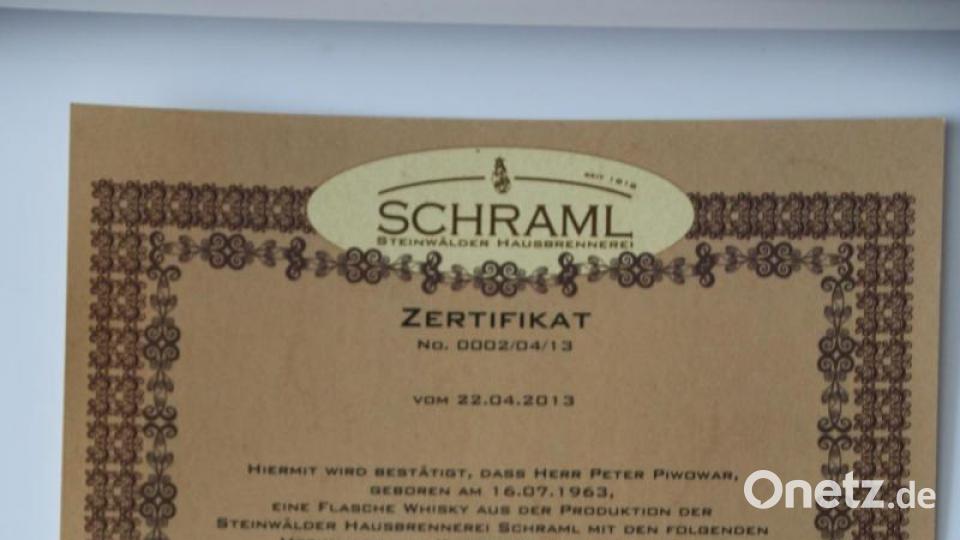 SEIT 1818
SCHRAML
STEINWÄLDER HAUSBRENNEREI
ZERTIFIKAT
NO. 0002/04/13
VOM 22.04.2013
HIERMIT WIRD BESTÄTIGT, DASS HERR PETER PIWOWAR,
GEBOREN AM 16.07.1963,
EINE FLASCHE WHISKY AUS DER PRODUKTION DER
STEINWÄLDER HAUSBRENNEREI SCHRAML MIT DEN FOLGENDEN
Onetz.de